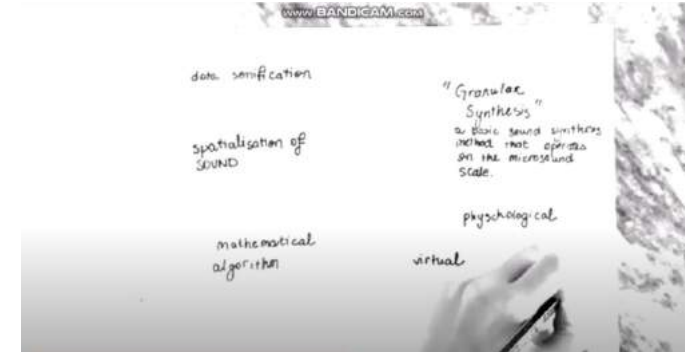 www.BANDICAM.com
data sonification
"Granular
Synthesis"
a basic sound synthesis
method that operates
on the microsound
scale.
spatialisation of
SOUND
physchological
mathematical
algorithm
virtual